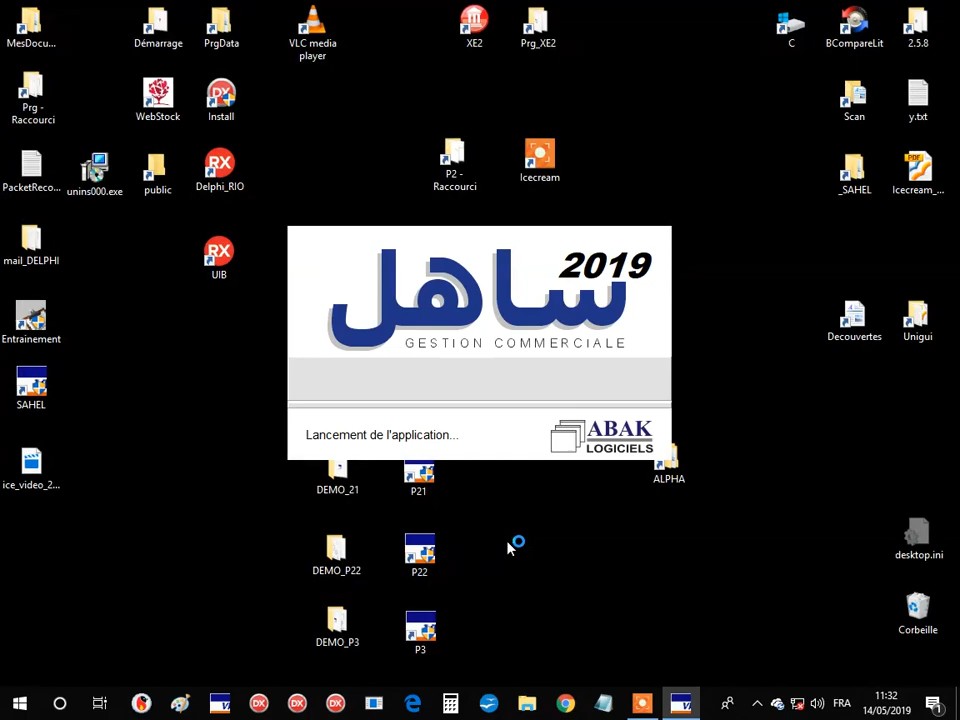 MesDocu...
Démarrage
PrgData
VLC media
player
XE2
Prg_XE2
C
BCompareLit
2.5.8
Prg -
Raccourci
WebStock
Install
Scan
y.txt
PacketReco...
unins000.exe
public
Delphi_RIO
P2 -
Raccourci
Icecream
_SAHEL
Icecream_...
mail_DELPHI
UIB
2019
ساهل
GESTION COMMERCIALE
Lancement de l'application...
ABAK
LOGICIELS
Entrainement
Decouvertes
Unigui
SAHEL
ice_video_2...
DEMO_21
P21
ALPHA
DEMO_P22
P22
desktop.ini
DEMO_P3
P3
Corbeille
FRA
11:32
14/05/2019